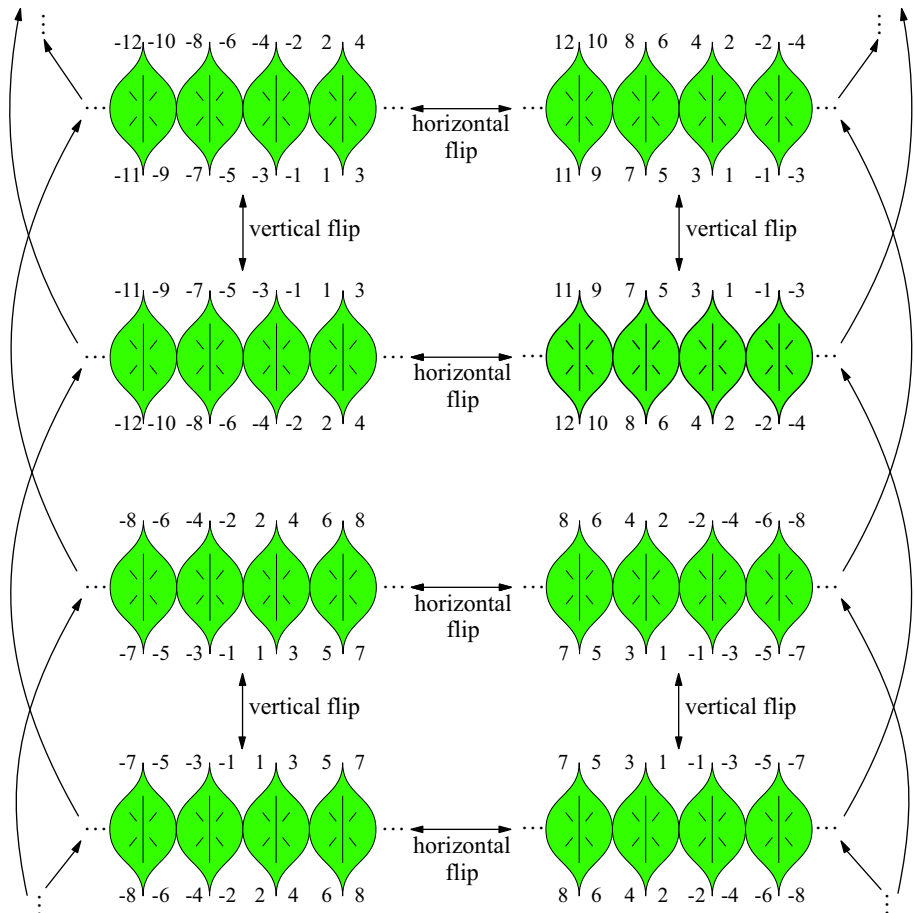 -12 -10 -8 -6 -4 -2 2 4 12 10 8 6 4 2 -2 -4
... ... ... ...
horizontal
flip
-11 -9 -7 -5 -3 -1 1 3 11 9 7 5 3 1 -1 -3
vertical flip vertical flip
-11 -9 -7 -5 -3 -1 1 3 11 9 7 5 3 1 -1 -3
... ... ... ...
horizontal
flip
-12 -10 -8 -6 -4 -2 2 4 12 10 8 6 4 2 -2 -4
-8 -6 -4 -2 2 4 6 8 8 6 4 2 -2 -4 -6 -8
... ... ... ...
horizontal
flip
-7 -5 -3 -1 1 3 5 7 7 5 3 1 -1 -3 -5 -7
vertical flip vertical flip
-7 -5 -3 -1 1 3 5 7 7 5 3 1 -1 -3 -5 -7
... ... ... ...
horizontal
flip
-8 -6 -4 -2 2 4 6 8 8 6 4 2 -2 -4 -6 -8